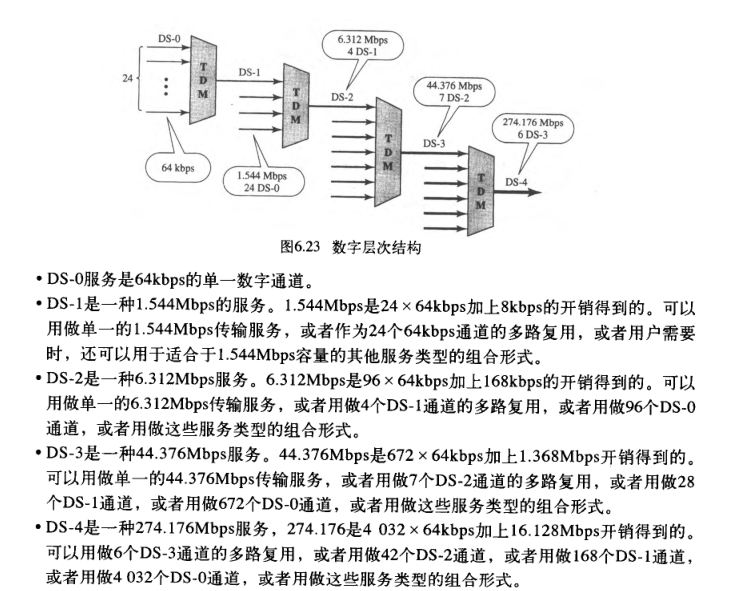 DS-0
24
TDM
64 kbps
DS-1
TDM
1.544 Mbps
24 DS-0
6.312 Mbps
4 DS-1
DS-2
TDM
44.376 Mbps
7 DS-2
DS-3
TDM
274.176 Mbps
6 DS-3
DS-4
图6.23 数字层次结构
• DS-0服务是64kbps的单一数字通道。
• DS-1是一种1.544Mbps的服务。1.544Mbps是24×64kbps加上8kbps的开销得到的。可以
用做单一的1.544Mbps传输服务，或者作为24个64kbps通道的多路复用，或者用户需要
时，还可以用于适合于1.544Mbps容量的其他服务类型的组合形式。
• DS-2是一种6.312Mbps服务。6.312Mbps是96×64kbps加上168kbps的开销得到的。可以
用做单一的6.312Mbps传输服务，或者用做4个DS-1通道的多路复用，或者用做96个DS-0
通道，或者用做这些服务类型的组合形式。
• DS-3是一种44.376Mbps服务。44.376Mbps是672×64kbps加上1.368Mbps开销得到的。
可以用做单一的44.376Mbps传输服务，或者用做7个DS-2通道的多路复用，或者用做28
个DS-1通道，或者用做672个DS-0通道，或者用做这些服务类型的组合形式。
• DS-4是一种274.176Mbps服务，274.176是4 032×64kbps加上16.128Mbps开销得到的。
可以用做6个DS-3通道的多路复用，或者用做42个DS-2通道，或者用做168个DS-1通道，
或者用做4 032个DS-0通道，或者用做这些服务类型的组合形式。